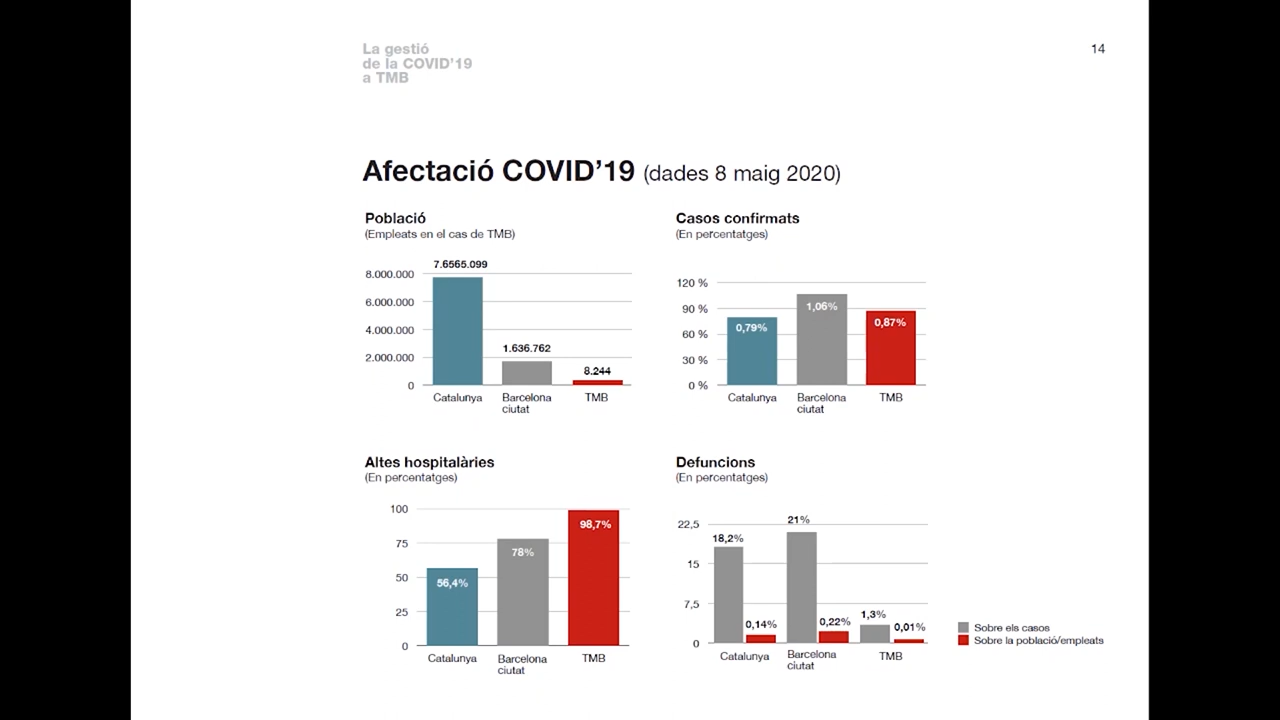 La gestió
de la COVID'19
a TMB
14
Afectació COVID'19 (dades 8 maig 2020)
Població
(Empleats en el cas de TMB)
7.6565.099
8.000.000
6.000.000
4.000.000
2.000.000
0
1.636.762
8.244
Catalunya
Barcelona
ciutat
TMB
Casos confirmats
(En percentatges)
120 %
90 %
60 %
30 %
0 %
0,79%
1,06%
0,87%
Catalunya
Barcelona
ciutat
TMB
Altes hospitalàries
(En percentatges)
100
75
50
25
0
56,4%
78%
98,7%
Catalunya
Barcelona
ciutat
TMB
Defuncions
(En percentatges)
22,5
15
7,5
0
18,2%
0,14%
21%
0,22%
1,3%
0,01%
Catalunya
Barcelona
ciutat
TMB
Sobre els casos
Sobre la població/empleats